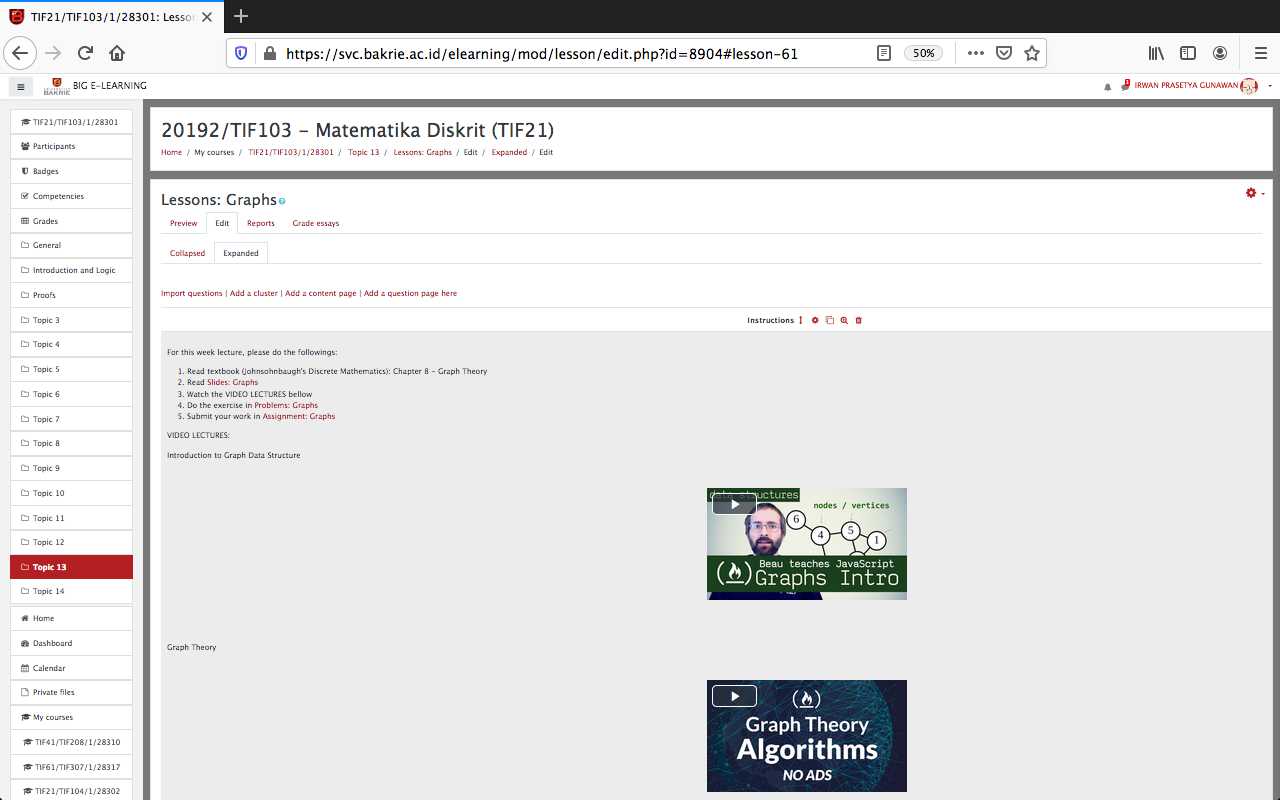 TIF21/TIF103/1/28301: Lesson
https://svc.bakrie.ac.id/elearning/mod/lesson/edit.php?id=8904#lesson-61
50%
BAKRIE
BIG E-LEARNING
1
IRWAN PRASETYA GUNAWAN
TIF21/TIF103/1/28301
Participants
Badges
Competencies
Grades
General
Introduction and Logic
Proofs
Topic 3
Topic 4
Topic 5
Topic 6
Topic 7
Topic 8
Topic 9
Topic 10
Topic 11
Topic 12
Topic 13
Topic 14
Home
Dashboard
Calendar
Private files
My courses
TIF41/TIF208/1/28310
TIF61/TIF307/1/28317
TIF21/TIF104/1/28302
20192/TIF103 - Matematika Diskrit (TIF21)
Home / My courses / TIF21/TIF103/1/28301 / Topic 13 / Lessons: Graphs / Edit / Expanded / Edit
Lessons: Graphs
Preview Edit Reports Grade essays
Collapsed Expanded
Import questions | Add a cluster | Add a content page | Add a question page here
Instructions
For this week lecture, please do the followings:
1. Read textbook (Johnsohnbaugh's Discrete Mathematics): Chapter 8 - Graph Theory
2. Read Slides: Graphs
3. Watch the VIDEO LECTURES bellow
4. Do the exercise in Problems: Graphs
5. Submit your work in Assignment: Graphs
VIDEO LECTURES:
Introduction to Graph Data Structure
data structures
nodes / vertices
6
4
5
1
Beau teaches JavaScript
Graphs Intro
Graph Theory
Graph Theory
Algorithms
NO ADS